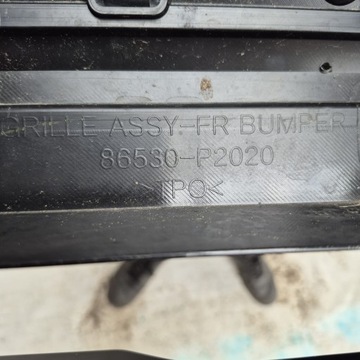 GRILLE ASSY-FR BUMPER
86530-P2020
>TPO<